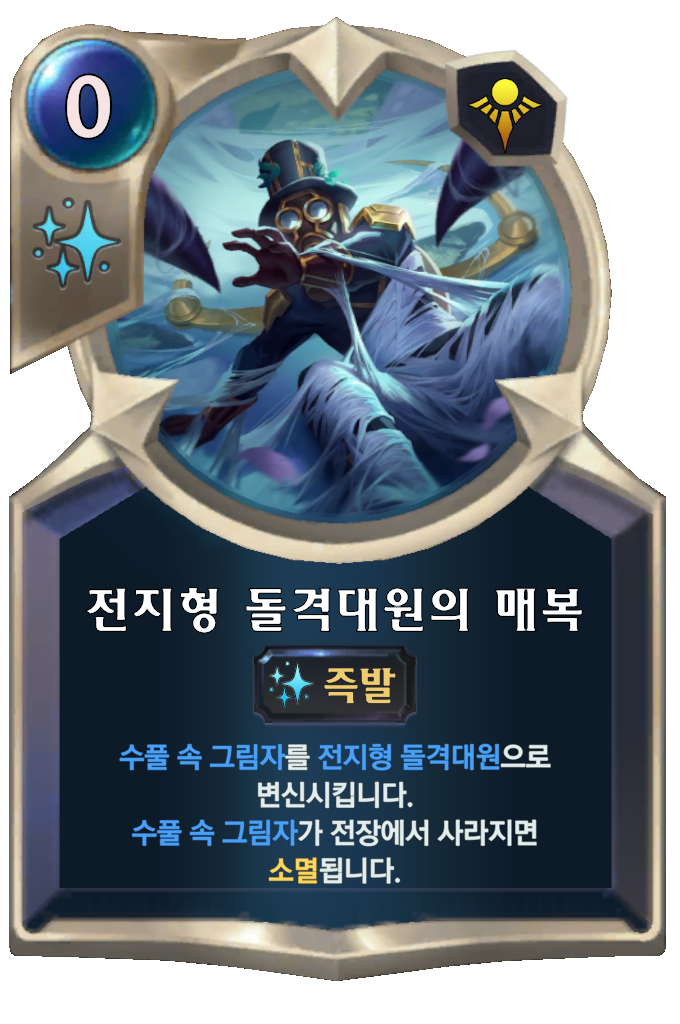 0
전지형 돌격대원의 매복
즉발
수풀 속 그림자를 전지형 돌격대원으로
변신시킵니다.
수풀 속 그림자가 전장에서 사라지면
소멸됩니다.